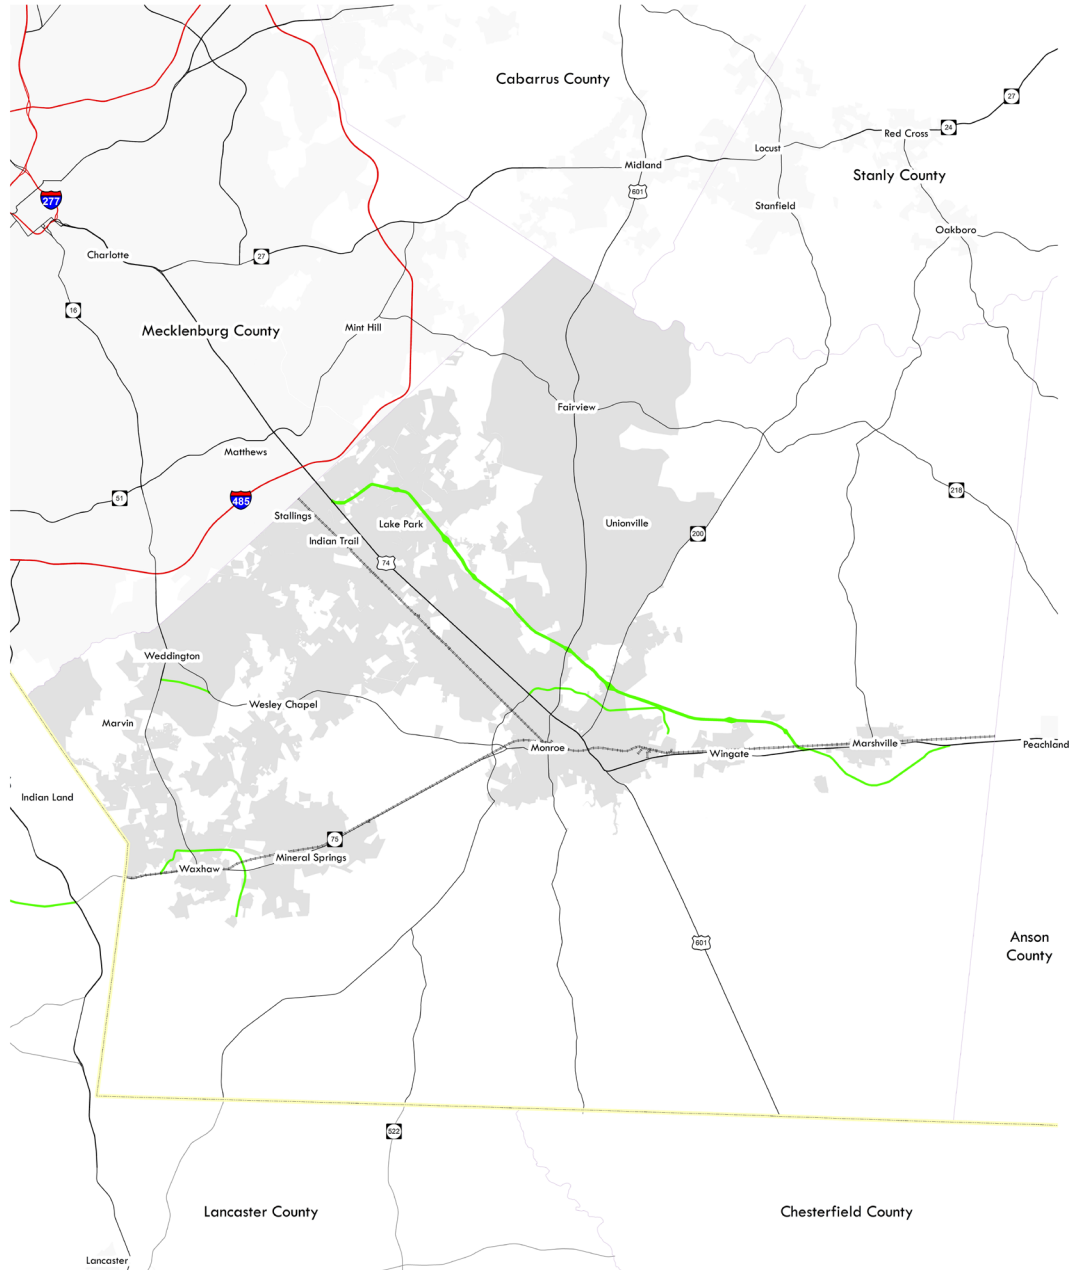 Cabarrus County
27
24
Red Cross
Locust
Midland
Stanly County
601
277
Stanfield
Oakboro
Charlotte
27
16
Mint Hill
Mecklenburg County
Fairview
Matthews
218
51
485
Stallings
Lake Park
Unionville
200
Indian Trail
74
Weddington
Wesley Chapel
Marvin
Monroe
Wingate
Marshville
Peachland
Indian Land
75
Mineral Springs
Waxhaw
601
Anson
County
522
Lancaster County
Chesterfield County
Lancaster